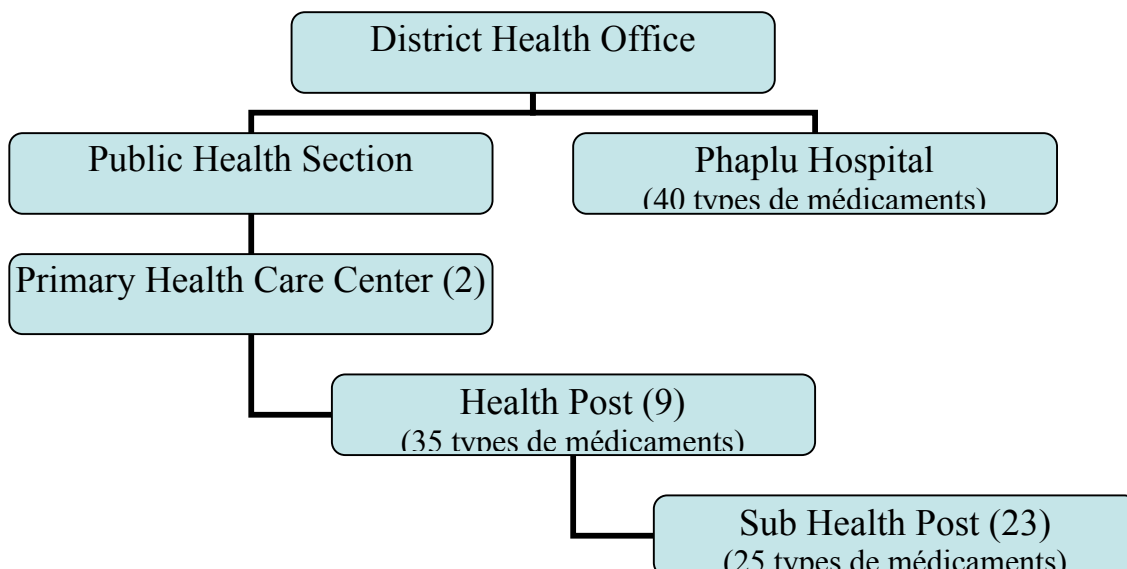 District Health Office
Public Health Section
Phaplu Hospital
(40 types de médicaments)
Primary Health Care Center (2)
Health Post (9)
(35 types de médicaments)
Sub Health Post (23)
(25 types de médicaments)